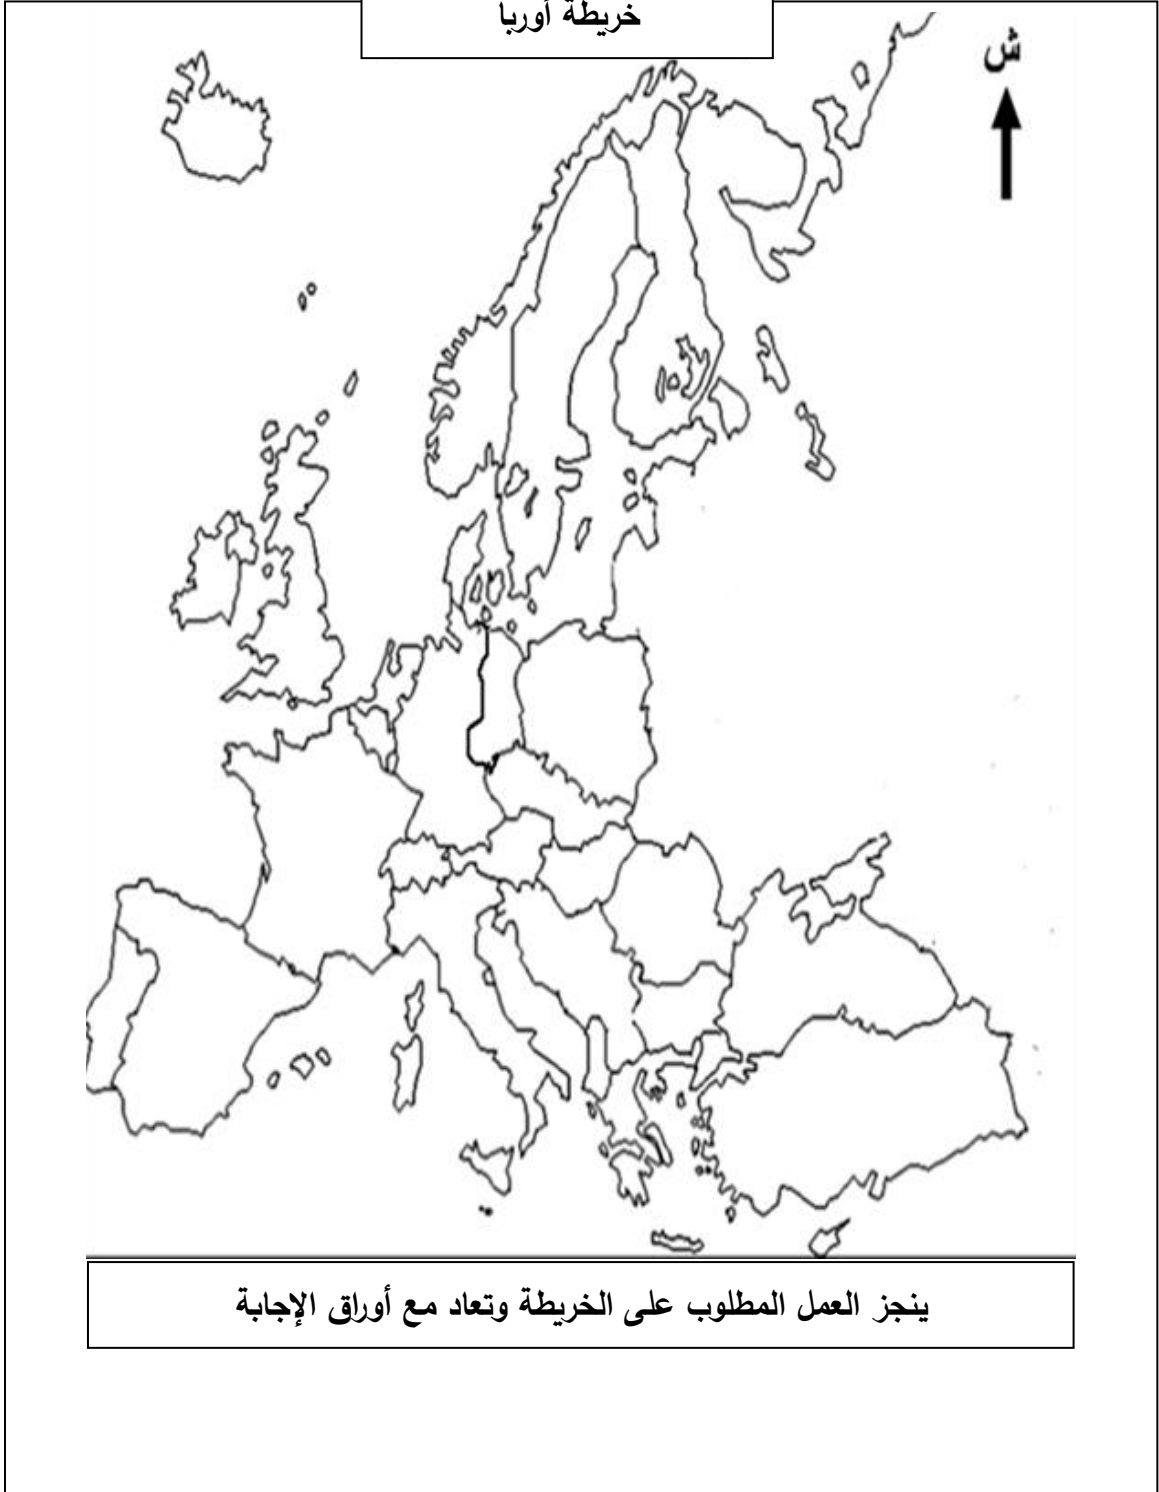 خريطة أوربا
ش
ينجز العمل المطلوب على الخريطة وتعاد مع أوراق الإجابة